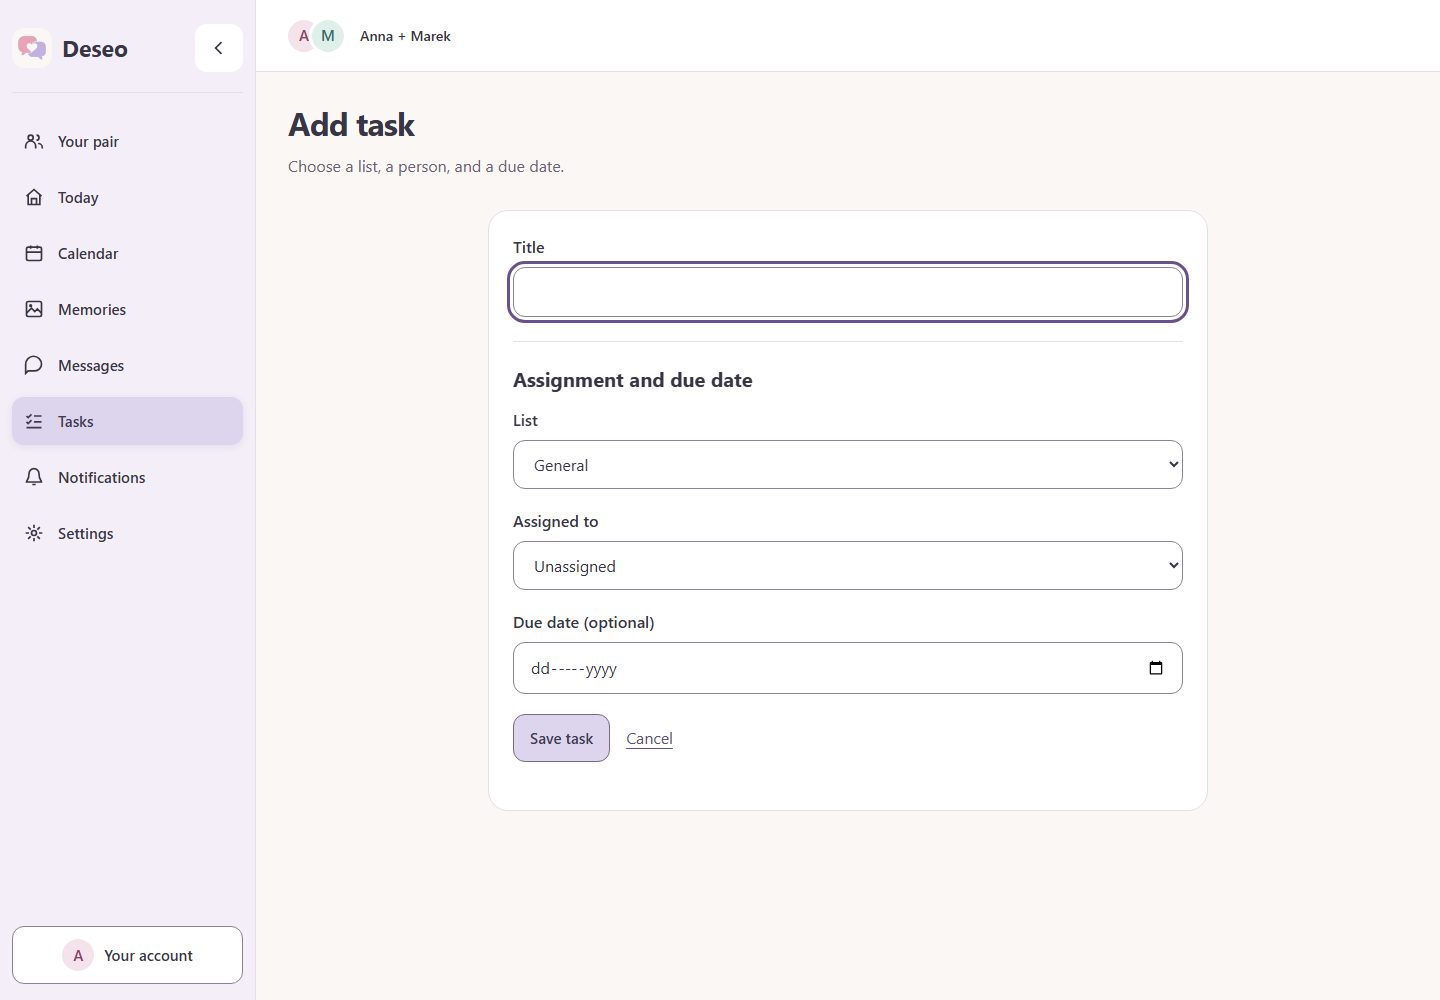 Deseo
A M Anna + Marek
Your pair
Today
Calendar
Memories
Messages
Tasks
Notifications
Settings
A Your account
Add task
Choose a list, a person, and a due date.
Title
Assignment and due date
List
General
Assigned to
Unassigned
Due date (optional)
dd-----yyyy
Save task Cancel